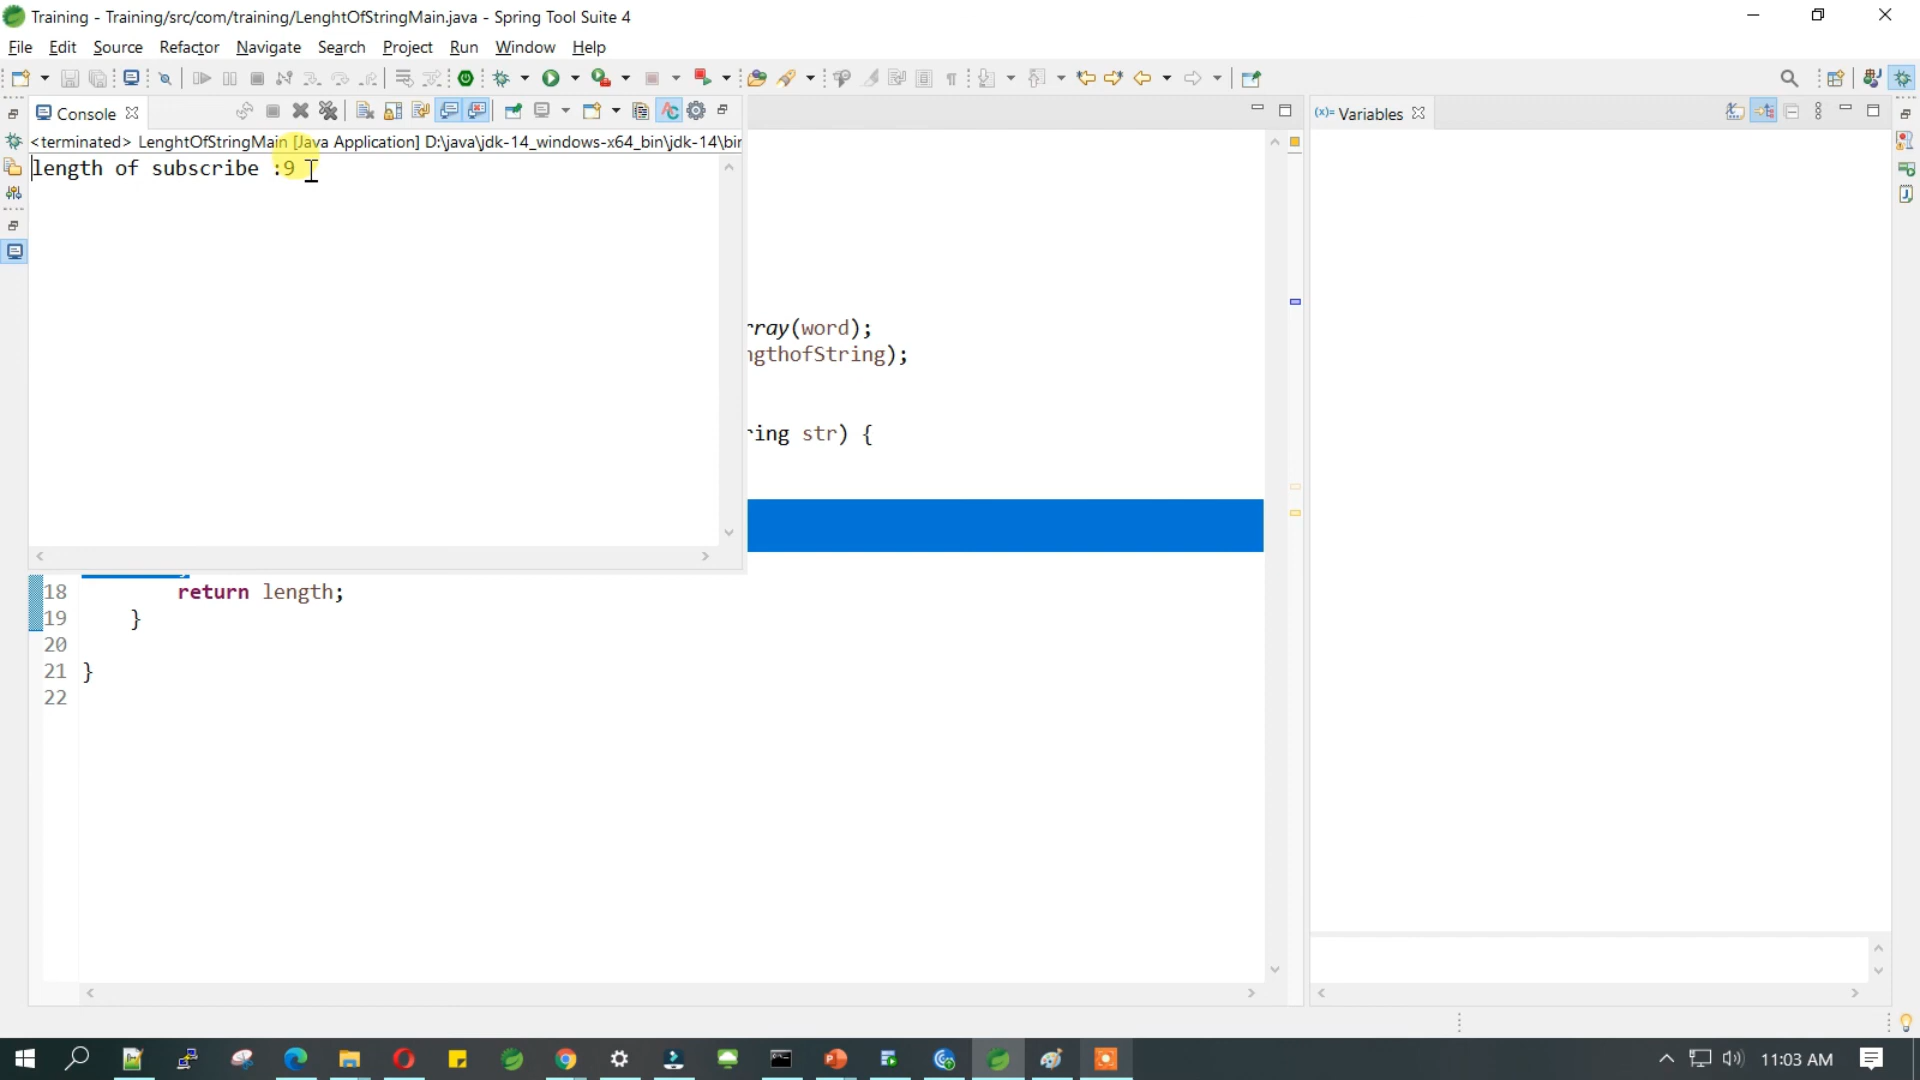 Training - Training/src/com/training/LenghtOfStringMain.java - Spring Tool Suite 4
File Edit Source Refactor Navigate Search Project Run Window Help
Console
<terminated> LenghtOfStringMain [Java Application] D:\java\jdk-14_windows-x64_bin\jdk-14\bin
length of subscribe :9
(x)= Variables
rray(word);
ngthofString);
ring str) {
18 return length;
19 }
20
21 }
22
11:03 AM